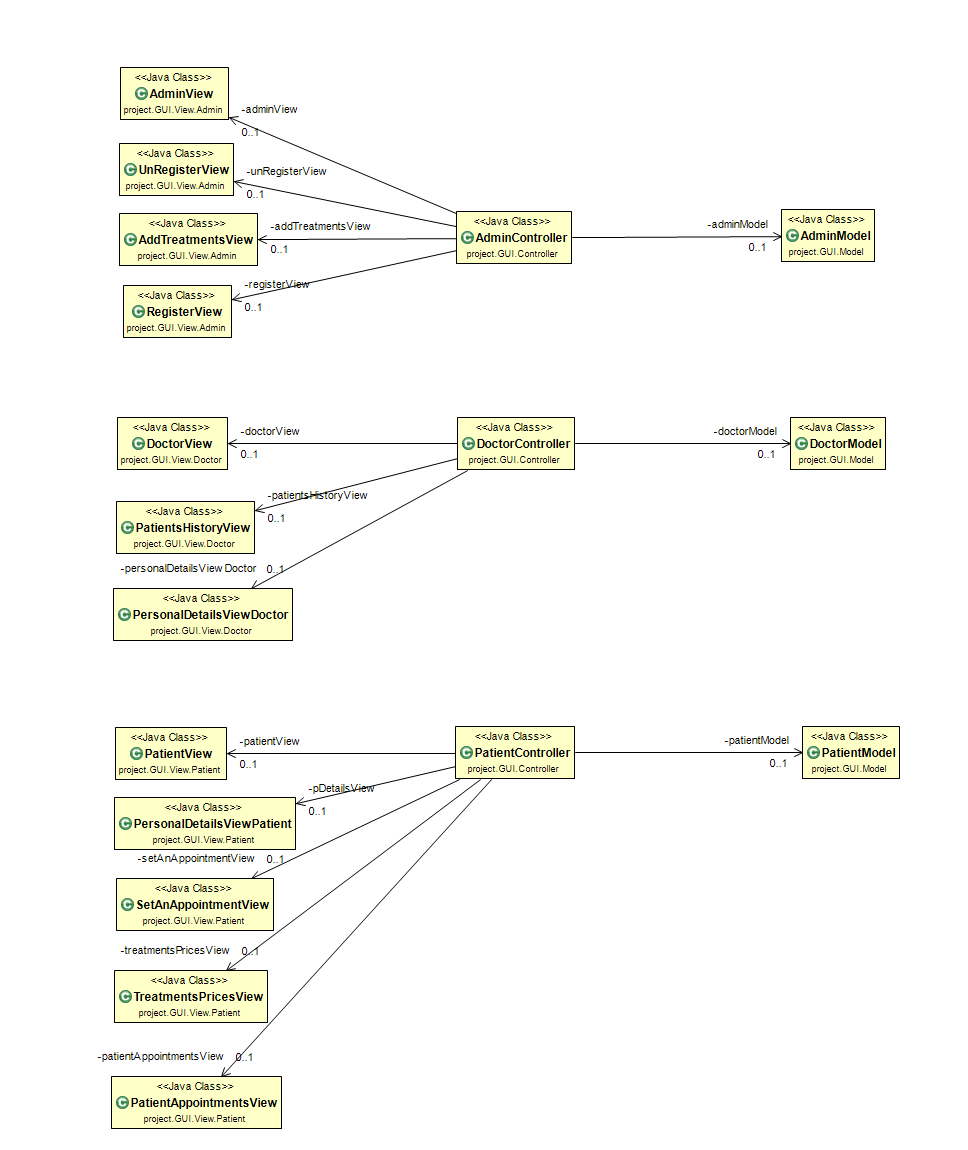 <<Java Class>>
AdminView
project.GUI.View.Admin
-adminView
0..1
<<Java Class>>
UnRegisterView
project.GUI.View.Admin
-unRegisterView
0..1
<<Java Class>>
AddTreatmentsView
project.GUI.View.Admin
-addTreatmentsView
0..1
<<Java Class>>
AdminController
project.GUI.Controller
-adminModel
0..1
<<Java Class>>
AdminModel
project.GUI.Model
<<Java Class>>
RegisterView
project.GUI.View.Admin
-registerView
0..1
<<Java Class>>
DoctorView
project.GUI.View.Doctor
-doctorView
0..1
<<Java Class>>
DoctorController
project.GUI.Controller
-doctorModel
0..1
<<Java Class>>
DoctorModel
project.GUI.Model
<<Java Class>>
PatientsHistoryView
project.GUI.View.Doctor
-patientsHistoryView
0..1
-personalDetailsView Doctor 0..1
<<Java Class>>
PersonalDetailsViewDoctor
project.GUI.View.Doctor
<<Java Class>>
PatientView
project.GUI.View.Patient
-patientView
0..1
<<Java Class>>
PatientController
project.GUI.Controller
-patientModel
0..1
<<Java Class>>
PatientModel
project.GUI.Model
<<Java Class>>
PersonalDetailsViewPatient
project.GUI.View.Patient
-pDetailsView
0..1
-setAnAppointmentView 0..1
<<Java Class>>
SetAnAppointmentView
project.GUI.View.Patient
-treatmentsPricesView 0..1
<<Java Class>>
TreatmentsPricesView
project.GUI.View.Patient
-patientAppointmentsView 0..1
<<Java Class>>
PatientAppointmentsView
project.GUI.View.Patient